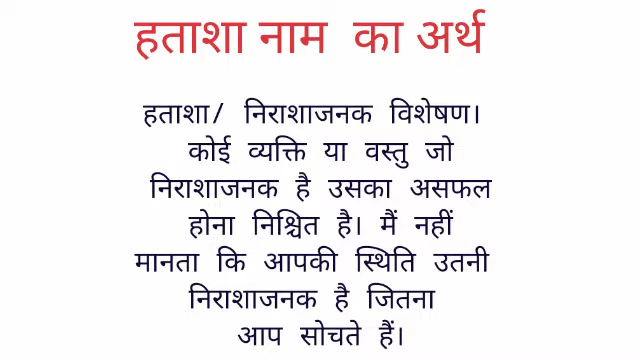 हताशा नाम का अर्थ
हताशा/ निराशाजनक विशेषण।
कोई व्यक्ति या वस्तु जो
निराशाजनक है उसका असफल
होना निश्चित है। मैं नहीं
मानता कि आपकी स्थिति उतनी
निराशाजनक है जितना
आप सोचते हैं।